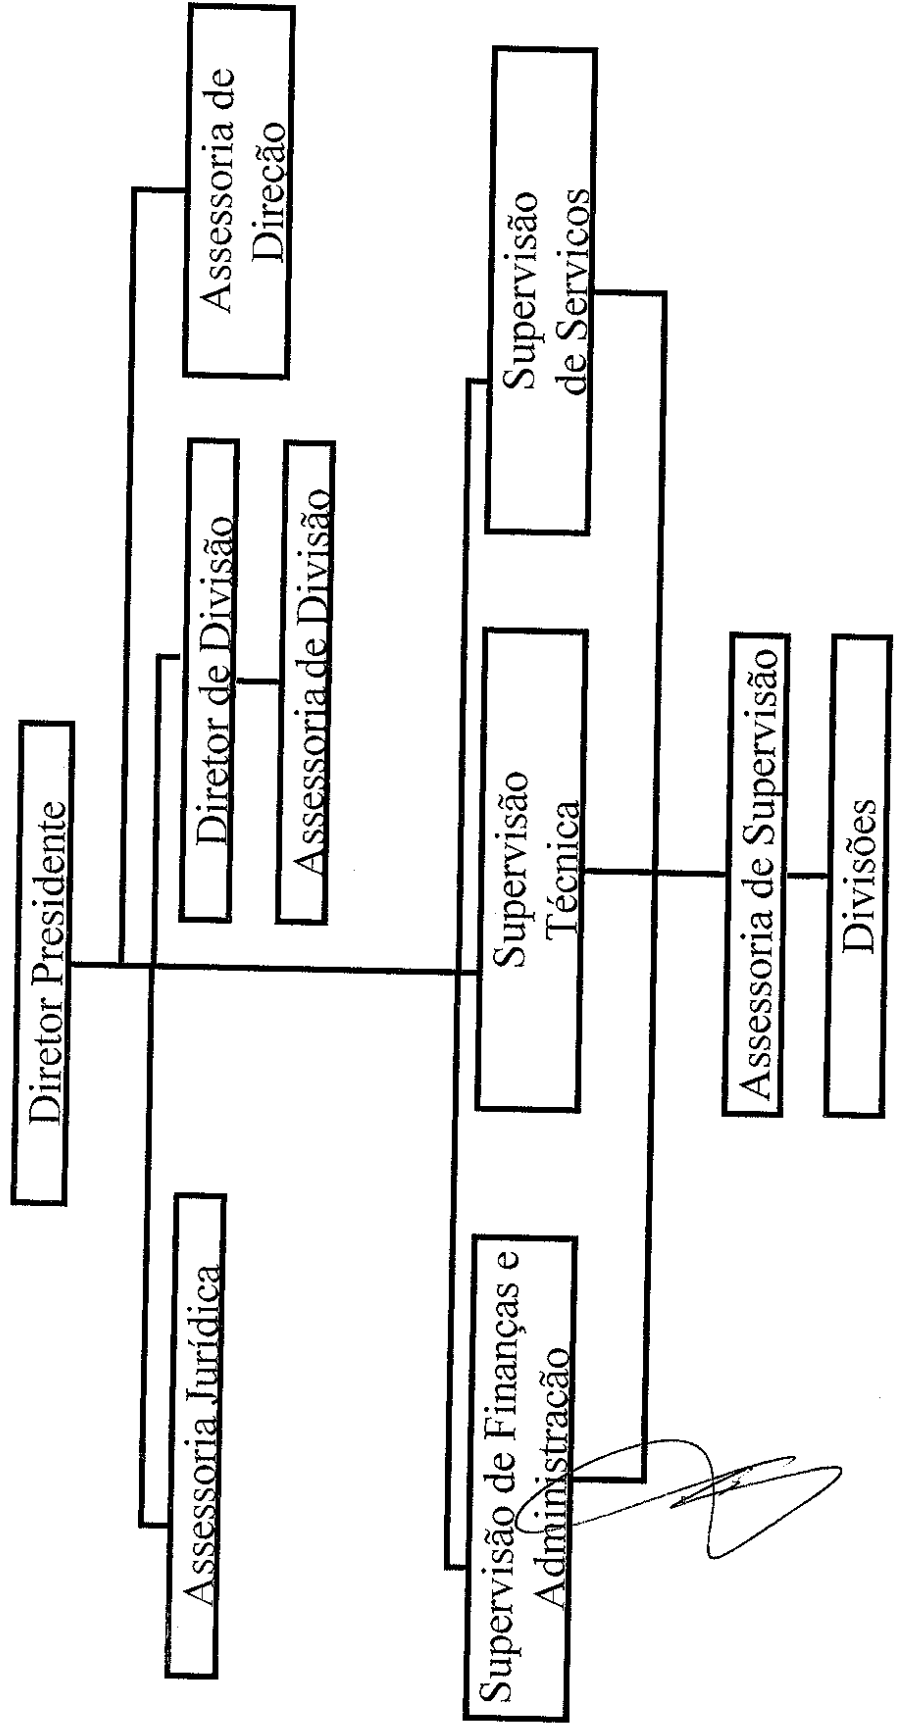 Diretor Presidente
Assessoria Jurídica
Diretor de Divisão
Assessoria de Divisão
Assessoria de
Direção
Supervisão de Finanças e
Administração
Supervisão
Técnica
Supervisão
de Servicos
Assessoria de Supervisão
Divisões